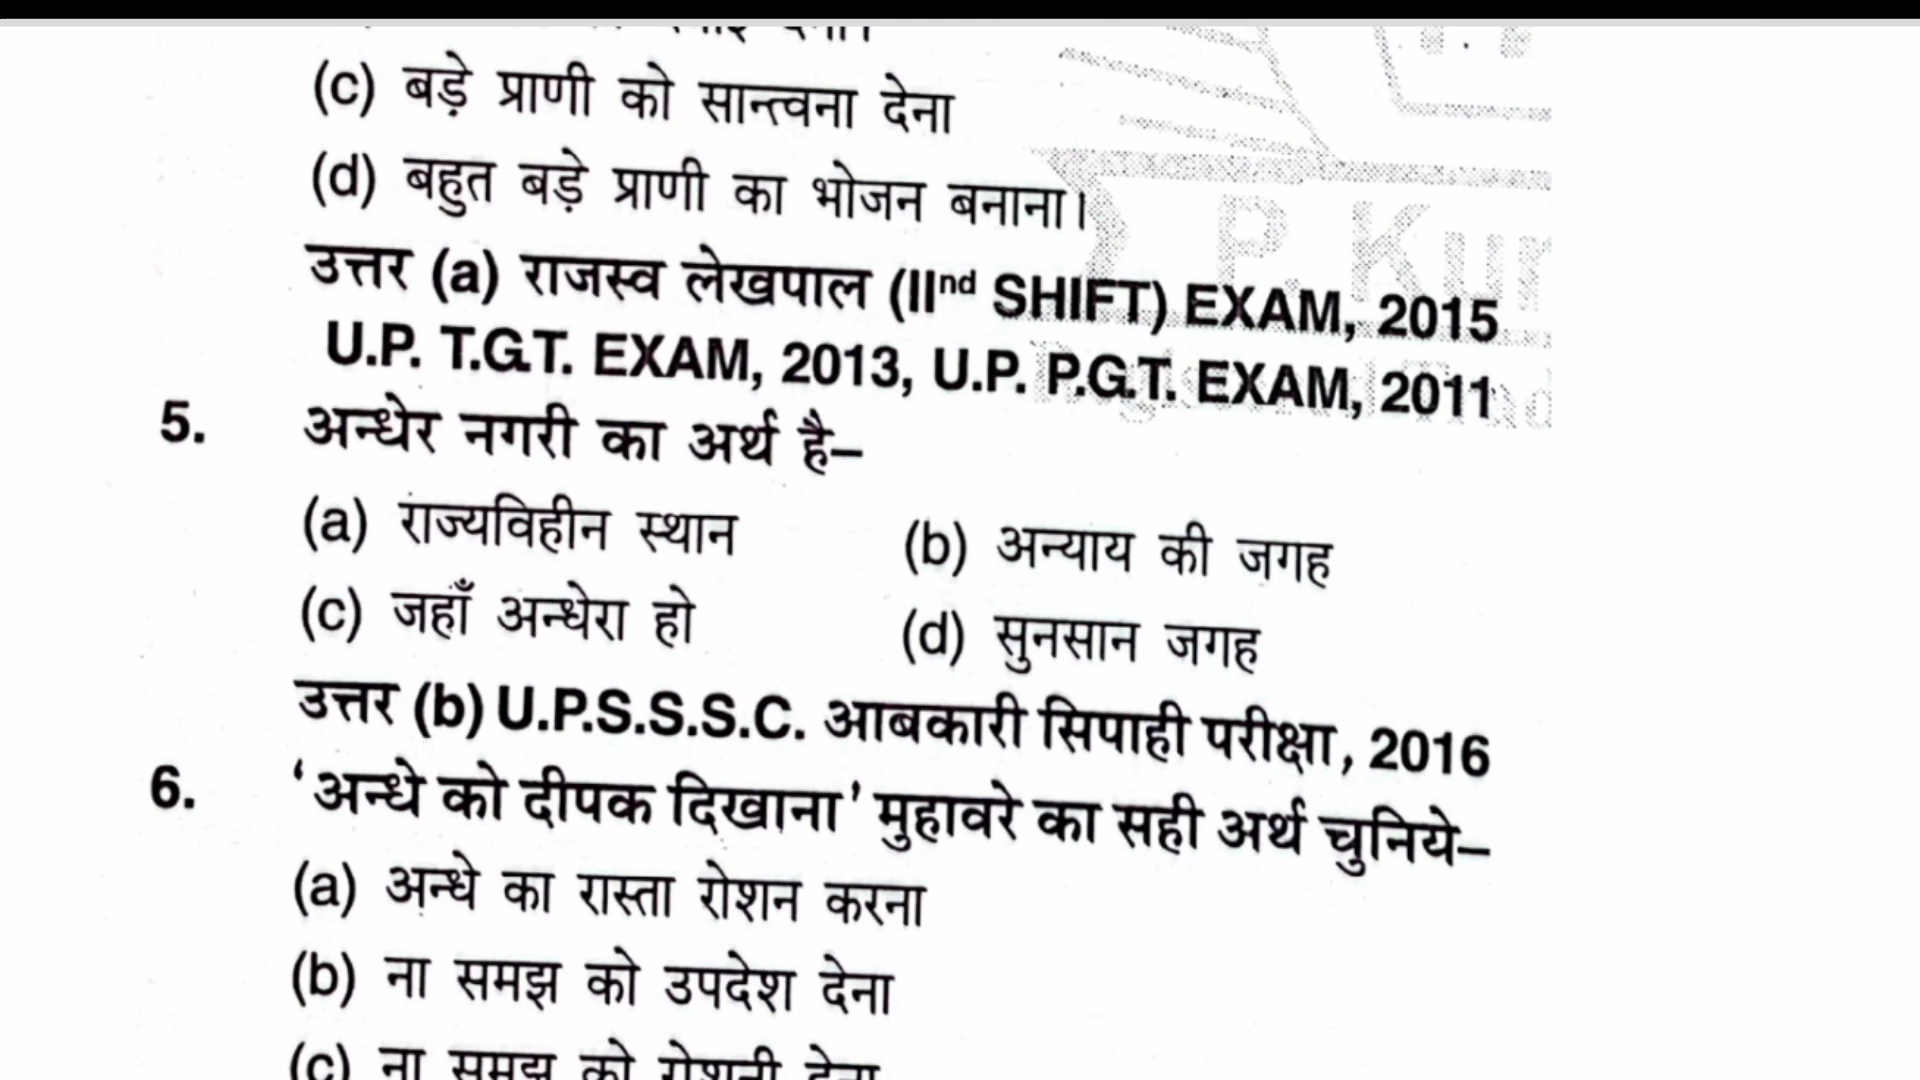 (c) बड़े प्राणी को सान्त्वना देना
(d) बहुत बड़े प्राणी का भोजन बनाना।
उत्तर (a) राजस्व लेखपाल (IInd SHIFT) EXAM, 2015
U.P. T.G.T. EXAM, 2013, U.P. P.G.T. EXAM, 2011
5. अन्धेर नगरी का अर्थ है–
(a) राज्यविहीन स्थान (b) अन्याय की जगह
(c) जहाँ अन्धेरा हो (d) सुनसान जगह
उत्तर (b) U.P.S.S.S.C. आबकारी सिपाही परीक्षा, 2016
6. ‘अन्धे को दीपक दिखाना’ मुहावरे का सही अर्थ चुनिये–
(a) अन्धे का रास्ता रोशन करना
(b) ना समझ को उपदेश देना
(c) ना समझ को रोशनी देना